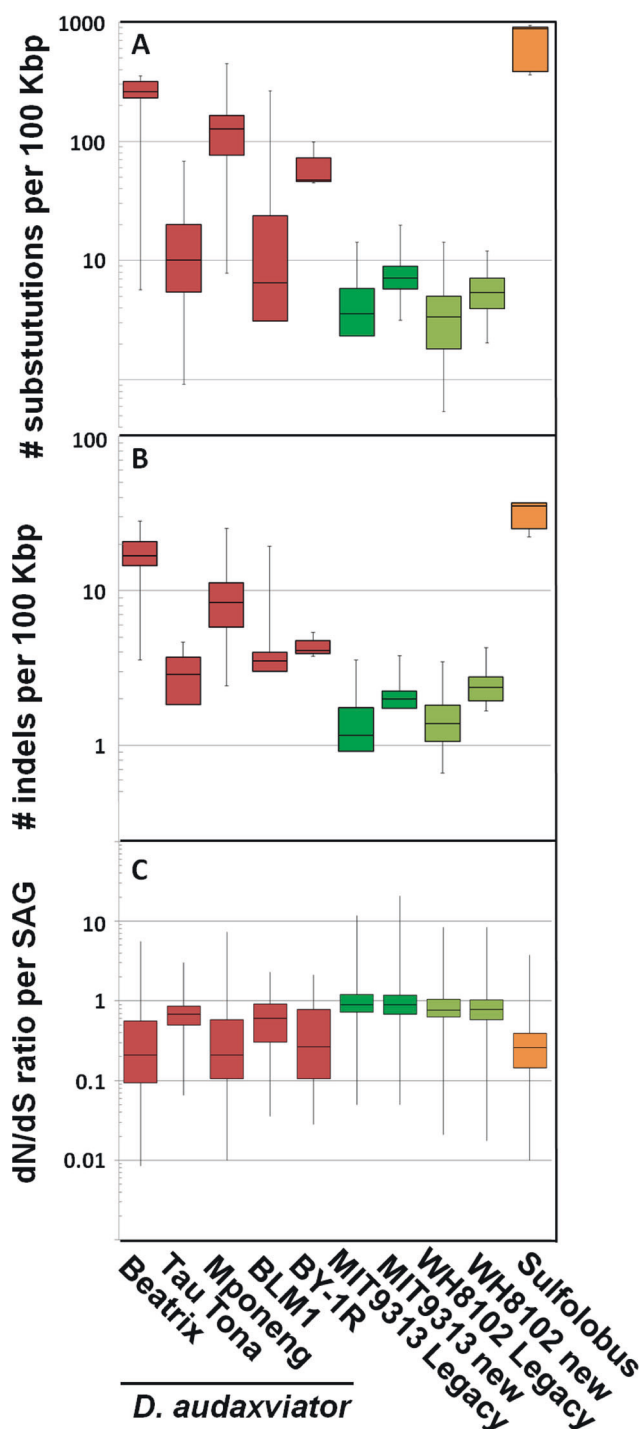 A
# substutions per 100 Kbp
1000
100
10
B
# indels per 100 Kbp
100
10
1
C
dN/dS ratio per SAG
10
1
0.1
0.01
Beatrix
Tau Tona
Mponeng
BLM1
BY-1R
MIT9313 Legacy
MIT9313 new
WH8102 Legacy
WH8102 new
Sulfolobus
D. audaxviator